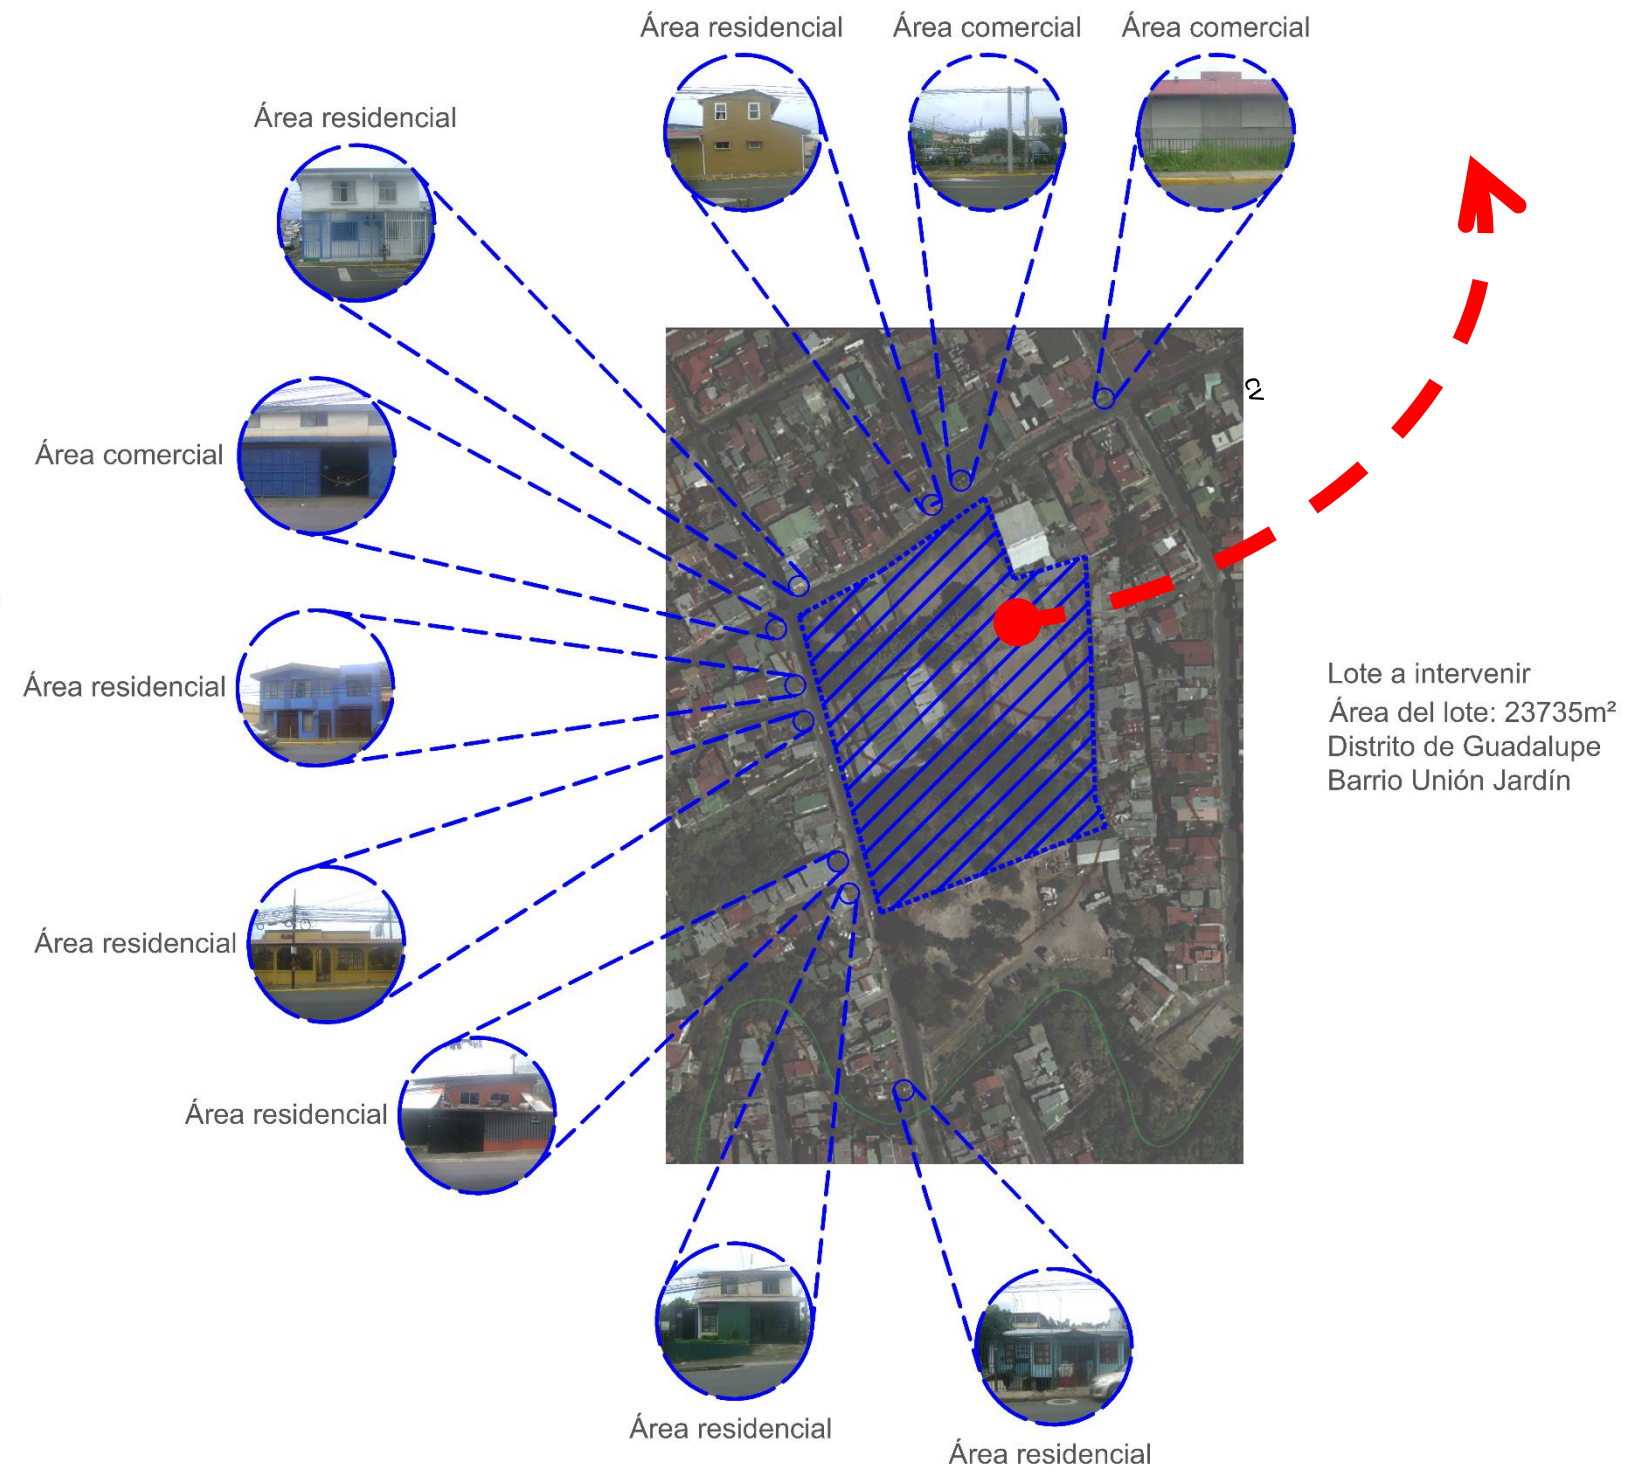 Área residencial
Área comercial
Área comercial
Área residencial
CV
Área comercial
Área residencial
Lote a intervenir
Área del lote: 23735m²
Distrito de Guadalupe
Barrio Unión Jardín
Área residencial
Área residencial
Área residencial
Área residencial